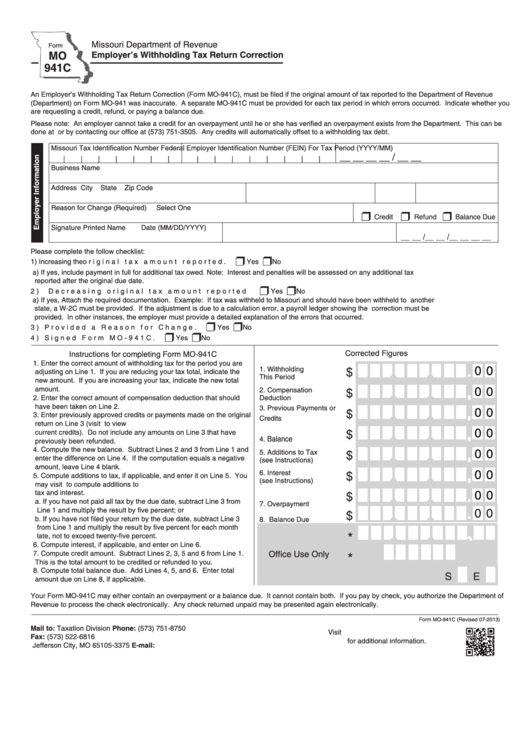 Form
MO
941C
Missouri Department of Revenue
Employer's Withholding Tax Return Correction
An Employer's Withholding Tax Return Correction (Form MO-941C), must be filed if the original amount of tax reported to the Department of Revenue
(Department) on Form MO-941 was inaccurate. A separate MO-941C must be provided for each tax period in which errors occurred. Indicate whether you
are requesting a credit, refund, or paying a balance due.
Please note: An employer cannot take a credit for an overpayment until he or she has verified an overpayment exists from the Department. This can be
done at or by contacting our office at (573) 751-3505. Any credits will automatically offset to a withholding tax debt.
Employer Information
Missouri Tax Identification Number Federal Employer Identification Number (FEIN) For Tax Period (YYYY/MM)
__ __ __ __ / __ __
Business Name
Address City State Zip Code
Reason for Change (Required) Select One
Credit Refund Balance Due
Signature Printed Name Date (MM/DD/YYYY)
__ __ /__ __ /__ __ __ __
Please complete the following checklist:
1) Increasing theo r i g i n a l t a x a m o u n t r e p o r t e d . Yes No
a) If yes, include payment in full for additional tax owed. Note: Interest and penalties will be assessed on any additional tax
reported after the original due date.
2 ) D e c r e a s i n g o r i g i n a l t a x a m o u n t r e p o r t e d Yes No
a) If yes, Attach the required documentation. Example: If tax was withheld to Missouri and should have been withheld to another
state, a W-2C must be provided. If the adjustment is due to a calculation error, a payroll ledger showing the correction must be
provided. In other instances, the employer must provide a detailed explanation of the errors that occurred.
3 ) P r o v i d e d a R e a s o n f o r C h a n g e . Yes No
4 ) S i g n e d F o r m M O - 9 4 1 C . Yes No
Instructions for completing Form MO-941C
1. Enter the correct amount of withholding tax for the period you are
adjusting on Line 1. If you are reducing your tax total, indicate the
new amount. If you are increasing your tax, indicate the new total
amount.
2. Enter the correct amount of compensation deduction that should
have been taken on Line 2.
3. Enter previously approved credits or payments made on the original
return on Line 3 (visit to view
current credits). Do not include any amounts on Line 3 that have
previously been refunded.
4. Compute the new balance. Subtract Lines 2 and 3 from Line 1 and
enter the difference on Line 4. If the computation equals a negative
amount, leave Line 4 blank.
5. Compute additions to tax, if applicable, and enter it on Line 5. You
may visit to compute additions to
tax and interest.
a. If you have not paid all tax by the due date, subtract Line 3 from
Line 1 and multiply the result by five percent; or
b. If you have not filed your return by the due date, subtract Line 3
from Line 1 and multiply the result by five percent for each month
late, not to exceed twenty-five percent.
6. Compute interest, if applicable, and enter on Line 6.
7. Compute credit amount. Subtract Lines 2, 3, 5 and 6 from Line 1.
This is the total amount to be credited or refunded to you.
8. Compute total balance due. Add Lines 4, 5, and 6. Enter total
amount due on Line 8, if applicable.
Corrected Figures
1. Withholding
This Period
$ . 0 0
2. Compensation
Deduction
$ . 0 0
3. Previous Payments or
Credits
$ . 0 0
4. Balance
$ . 0 0
5. Additions to Tax
(see Instructions)
$ . 0 0
6. Interest
(see Instructions)
$ . 0 0
7. Overpayment
$ . 0 0
8. Balance Due
$ . 0 0
*
Office Use Only *
S E
Your Form MO-941C may either contain an overpayment or a balance due. It cannot contain both. If you pay by check, you authorize the Department of
Revenue to process the check electronically. Any check returned unpaid may be presented again electronically.
Form MO-941C (Revised 07-2013)
Mail to: Taxation Division Phone: (573) 751-8750
Fax: (573) 522-6816
Jefferson City, MO 65105-3375 E-mail:
Visit
for additional information.